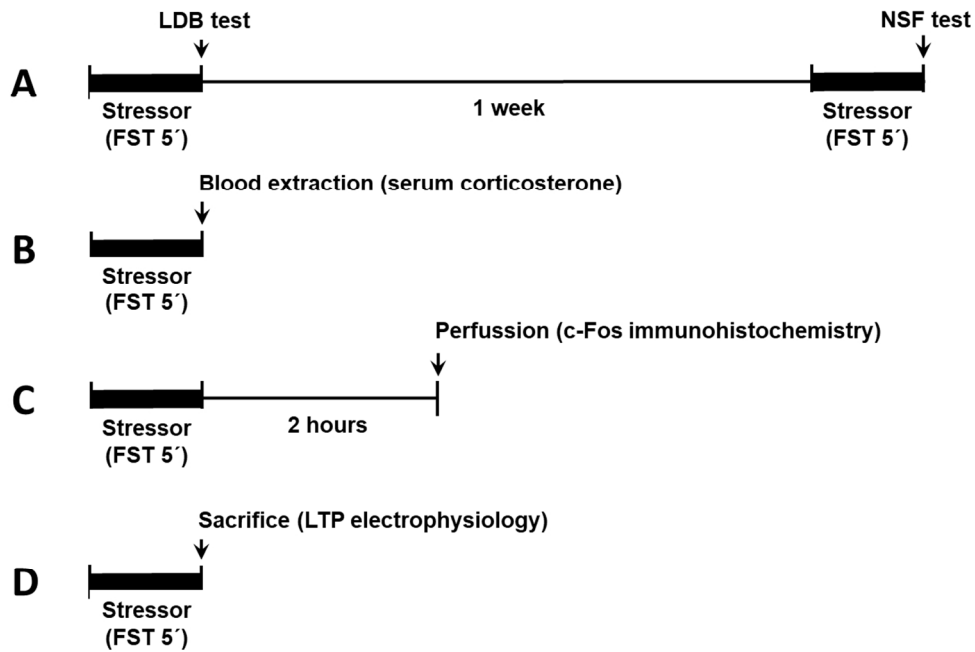 LDB test
NSF test
A
Stressor
(FST 5´)
1 week
Stressor
(FST 5´)
Blood extraction (serum corticosterone)
B
Stressor
(FST 5´)
Perfussion (c-Fos immunohistochemistry)
C
2 hours
Stressor
(FST 5´)
Sacrifice (LTP electrophysiology)
D
Stressor
(FST 5´)